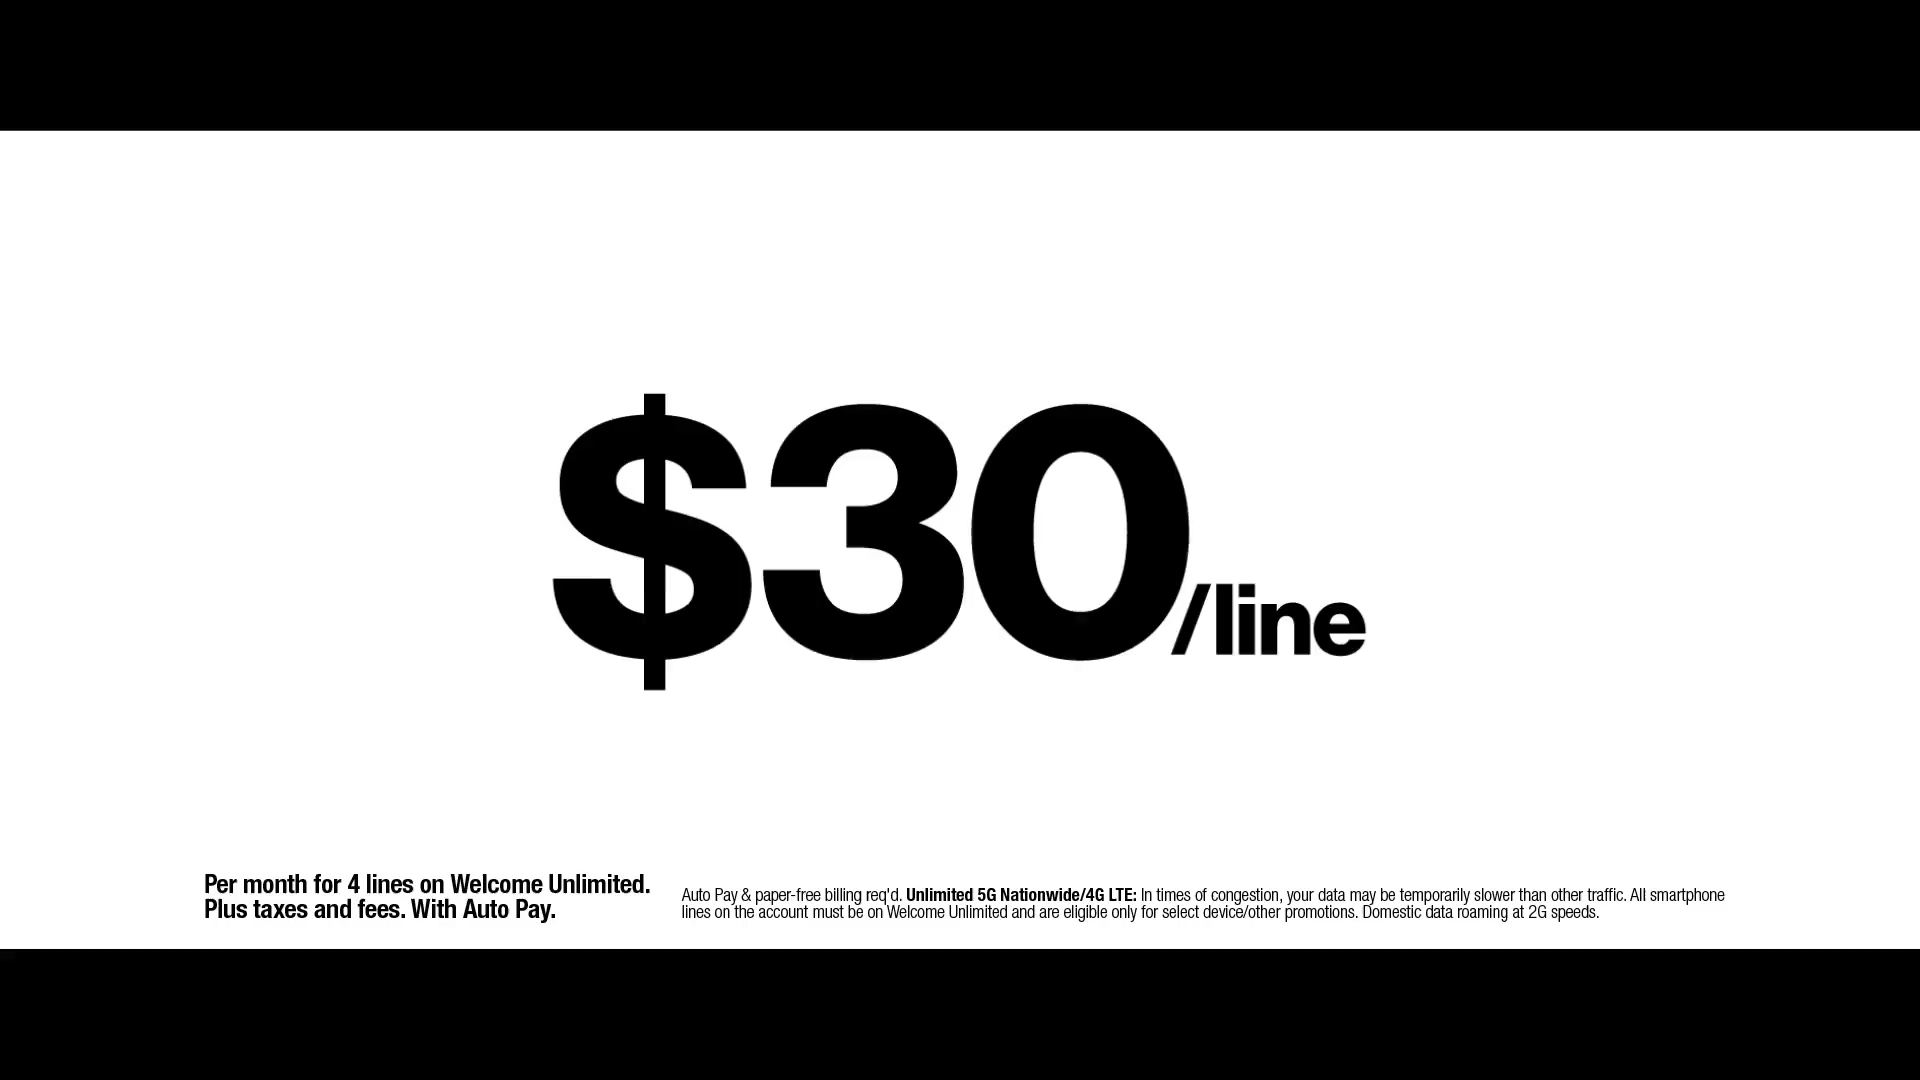 $30/line
Per month for 4 lines on Welcome Unlimited.
Plus taxes and fees. With Auto Pay.
Auto Pay & paper-free billing req'd. Unlimited 5G Nationwide/4G LTE: In times of congestion, your data may be temporarily slower than other traffic. All smartphone
lines on the account must be on Welcome Unlimited and are eligible only for select device/other promotions. Domestic data roaming at 2G speeds.